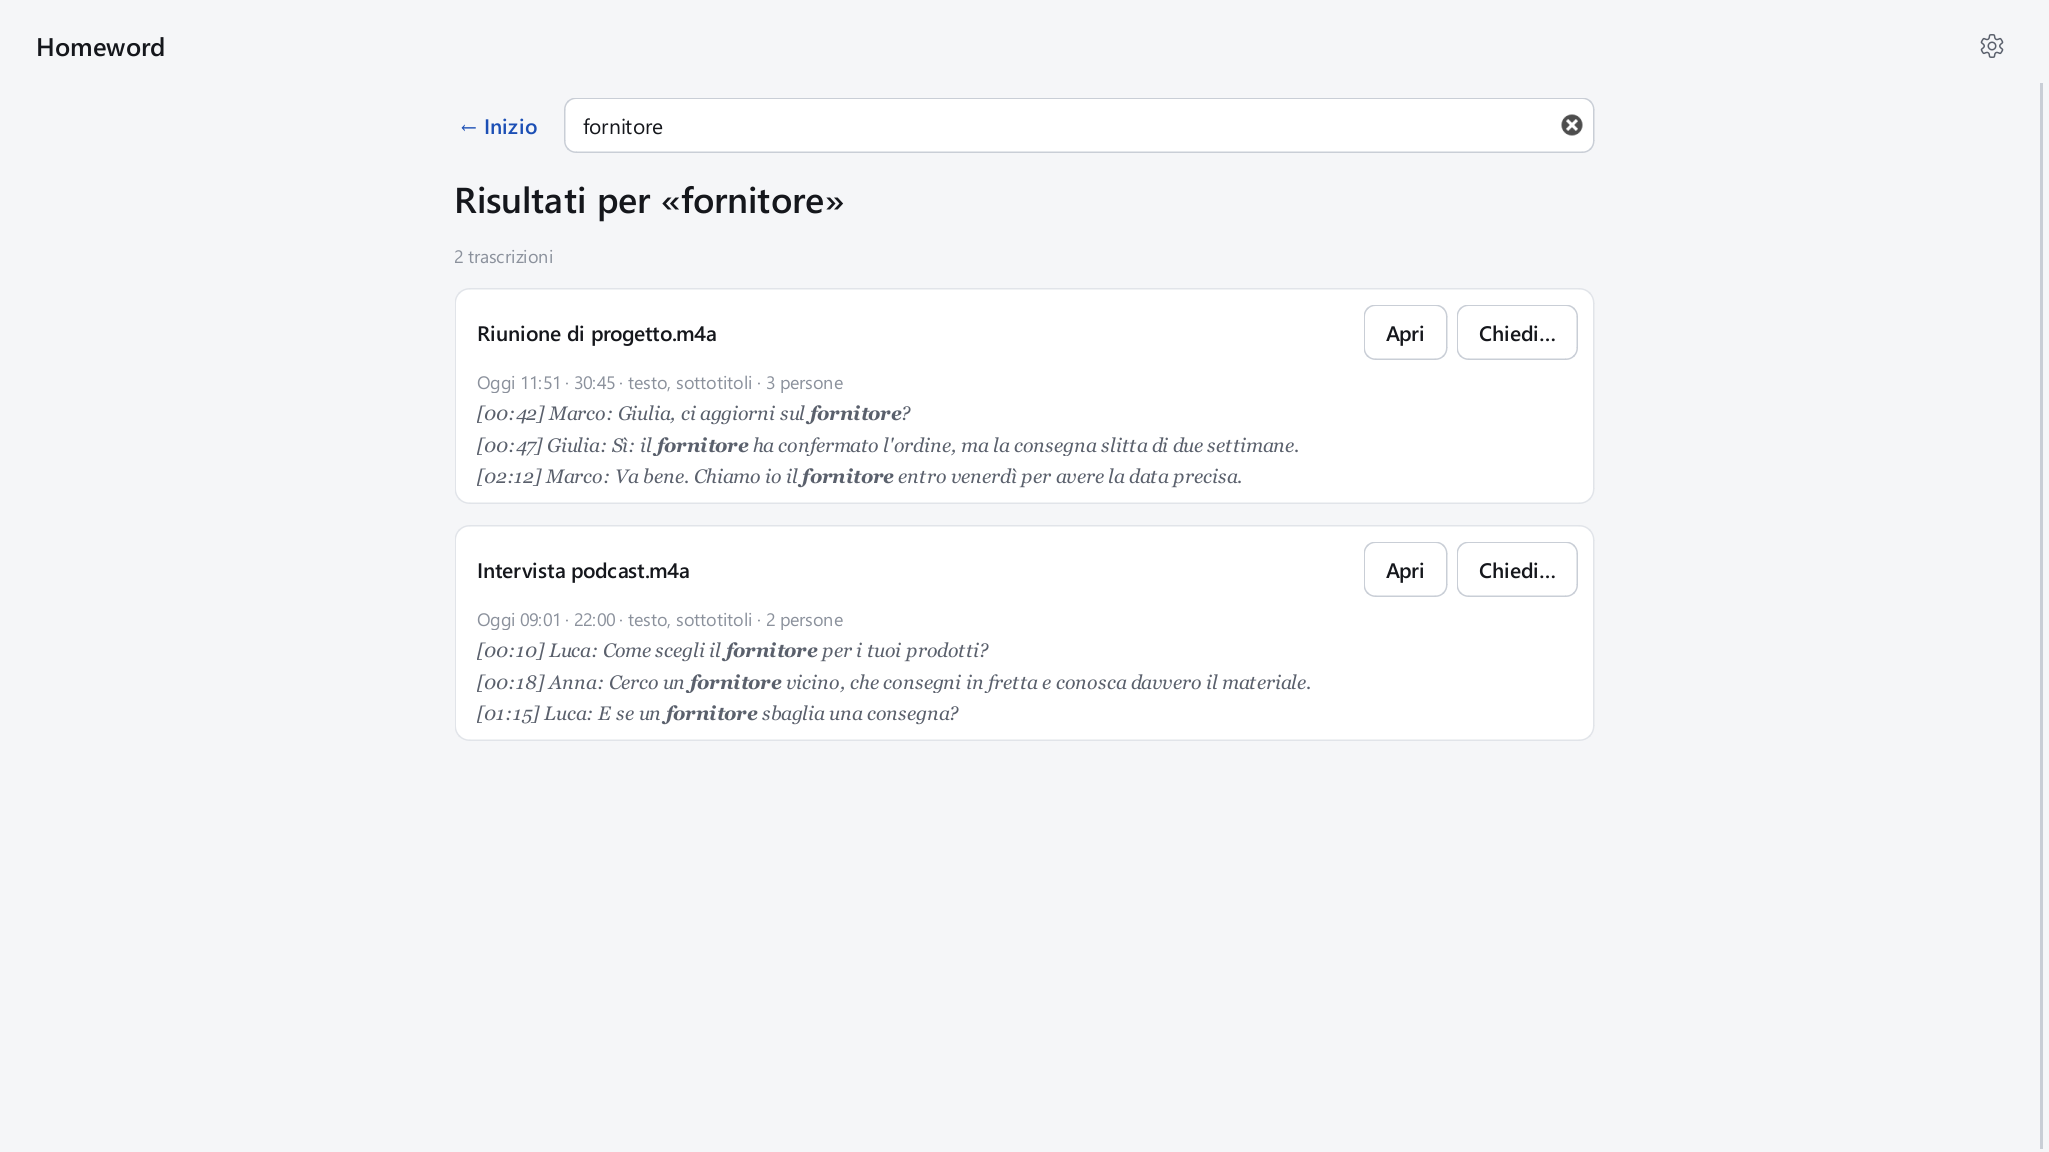 Homeword
← Inizio
fornitore
Risultati per «fornitore»
2 trascrizioni
Riunione di progetto.m4a
Apri
Chiedi…
Oggi 11:51 · 30:45 · testo, sottotitoli · 3 persone
[00:42] Marco: Giulia, ci aggiorni sul fornitore?
[00:47] Giulia: Sì: il fornitore ha confermato l'ordine, ma la consegna slitta di due settimane.
[02:12] Marco: Va bene. Chiamo io il fornitore entro venerdì per avere la data precisa.
Intervista podcast.m4a
Apri
Chiedi…
Oggi 09:01 · 22:00 · testo, sottotitoli · 2 persone
[00:10] Luca: Come scegli il fornitore per i tuoi prodotti?
[00:18] Anna: Cerco un fornitore vicino, che consegni in fretta e conosca davvero il materiale.
[01:15] Luca: E se un fornitore sbaglia una consegna?